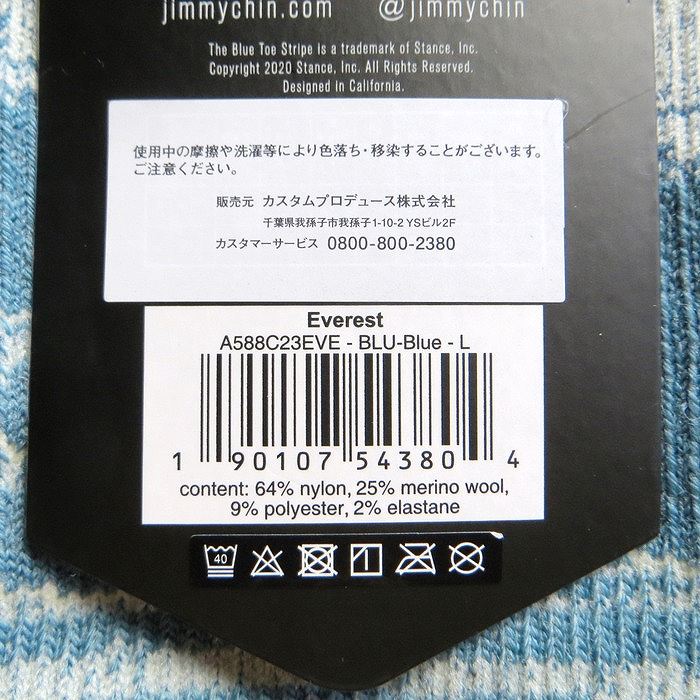 jimmychin.com @jimmychin
The Blue Toe Stripe is a trademark of Stance, Inc.
Copyright 2020 Stance, Inc. All Rights Reserved.
Designed in California.
使用中の摩擦や洗濯等により色落ち・移染することがございます。
ご注意ください。
販売元 カスタムプロデュース株式会社
千葉県我孫子市我孫子1-10-2 YSビル2F
カスタマーサービス 0800-800-2380
Everest
A588C23EVE - BLU-Blue - L
1 90107 54380 4
content: 64% nylon, 25% merino wool,
9% polyester, 2% elastane
40